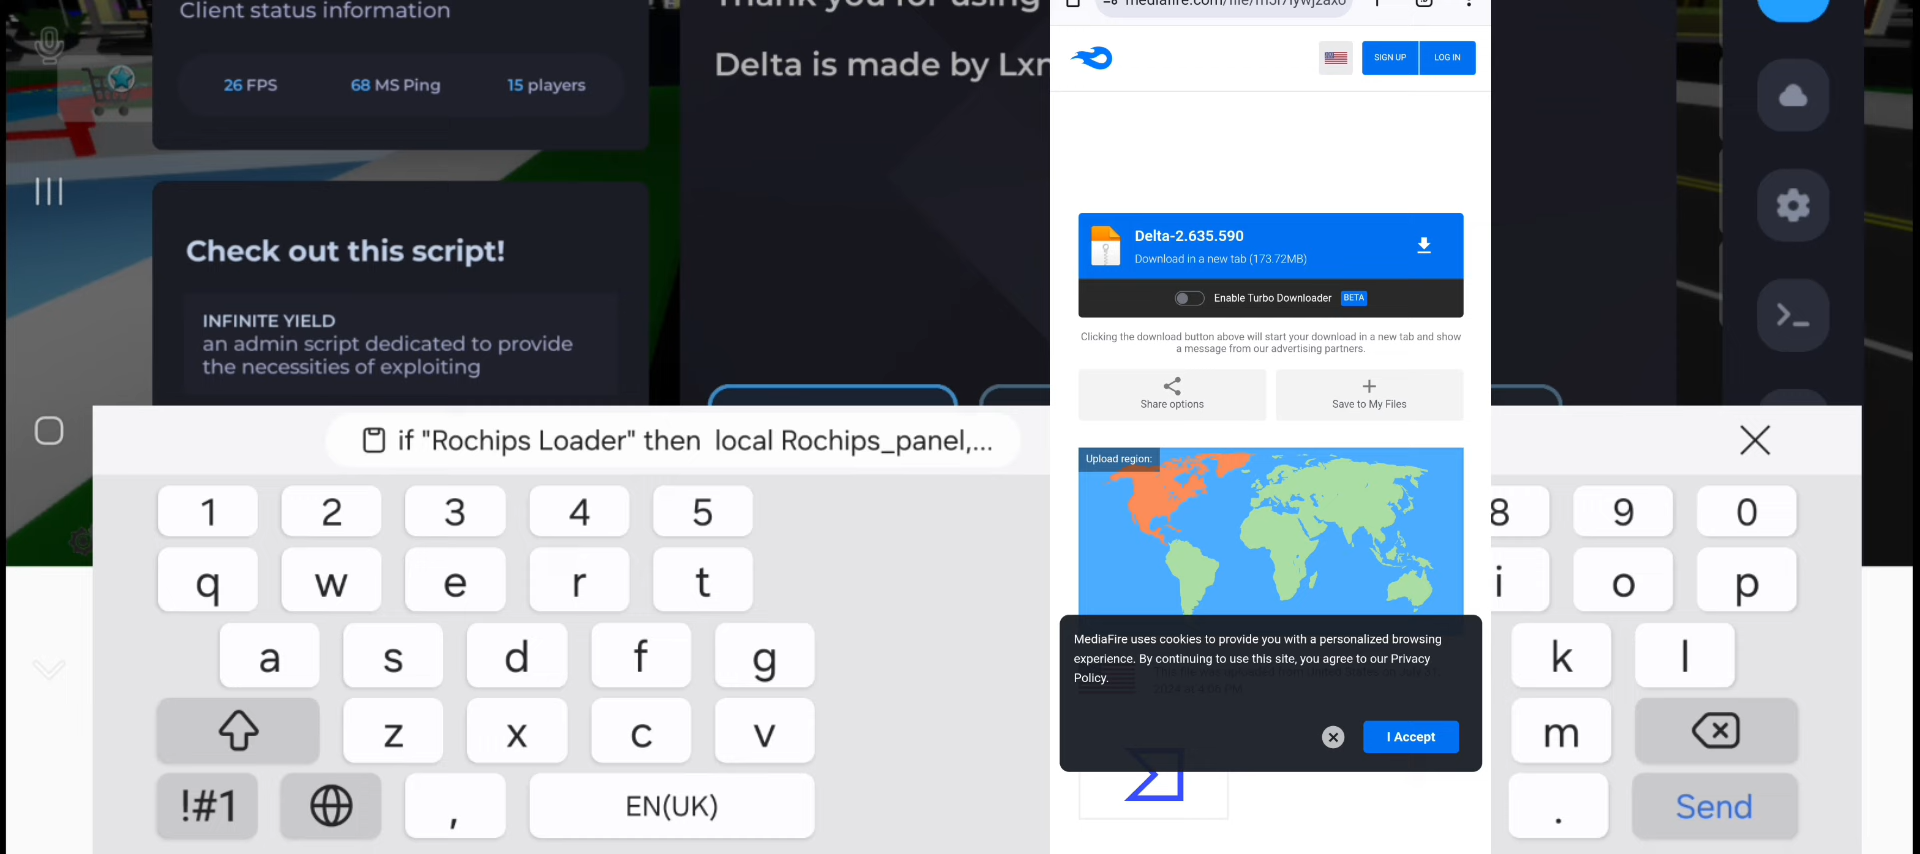 Client status information
26 FPS
68 MS Ping
15 players
Check out this script!
INFINITE YIELD
an admin script dedicated to provide
the necessities of exploiting
Thank you for using
Delta is made by Lxn
SIGN UP
LOG IN
Delta-2.635.590
Download in a new tab (173.72MB)
Enable Turbo Downloader BETA
Clicking the download button above will start your download in a new tab and show
a message from our advertising partners.
Share options
Save to My Files
Upload region:
MediaFire uses cookies to provide you with a personalized browsing
experience. By continuing to use this site, you agree to our Privacy
Policy.
I Accept
if "Rochips Loader" then local Rochips_panel,...
1 2 3 4 5 8 9 0
q w e r t i o p
a s d f g k l
z x c v m
!#1 , EN(UK) . Send